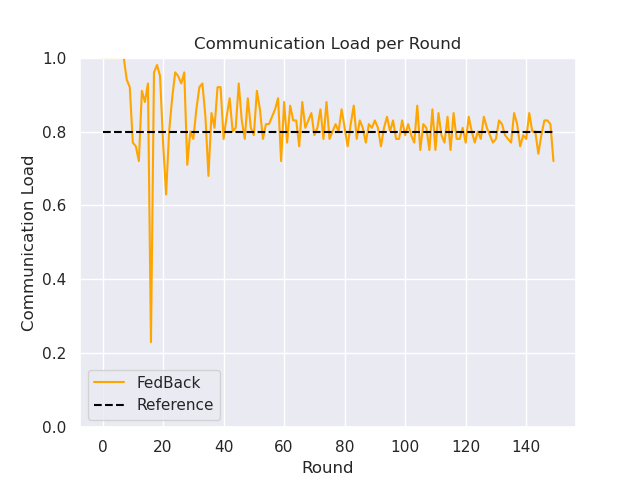 Communication Load per Round
1.0
0.8
0.6
0.4
0.2
0.0
Communication Load
FedBack
Reference
0 20 40 60 80 100 120 140
Round